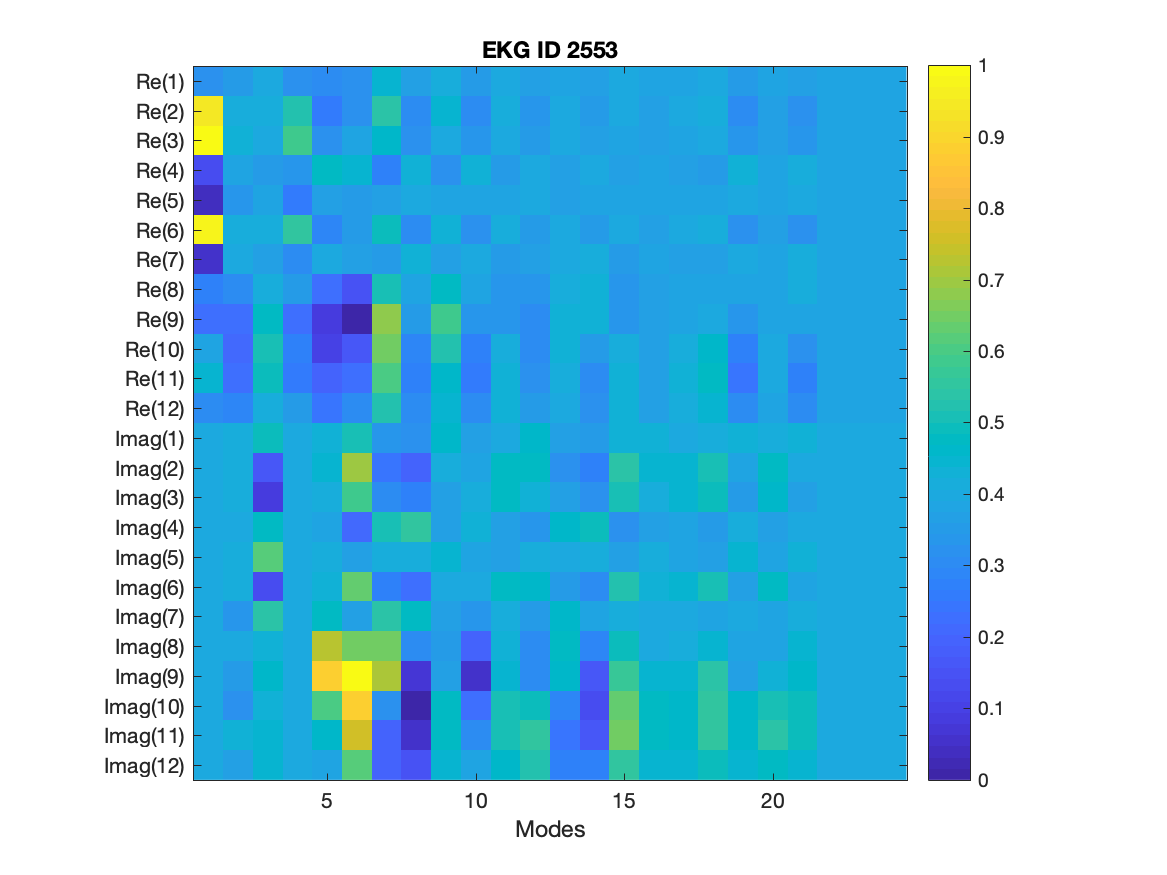 EKG ID 2553
Re(1)
Re(2)
Re(3)
Re(4)
Re(5)
Re(6)
Re(7)
Re(8)
Re(9)
Re(10)
Re(11)
Re(12)
Imag(1)
Imag(2)
Imag(3)
Imag(4)
Imag(5)
Imag(6)
Imag(7)
Imag(8)
Imag(9)
Imag(10)
Imag(11)
Imag(12)
5 10 15 20
Modes
1
0.9
0.8
0.7
0.6
0.5
0.4
0.3
0.2
0.1
0